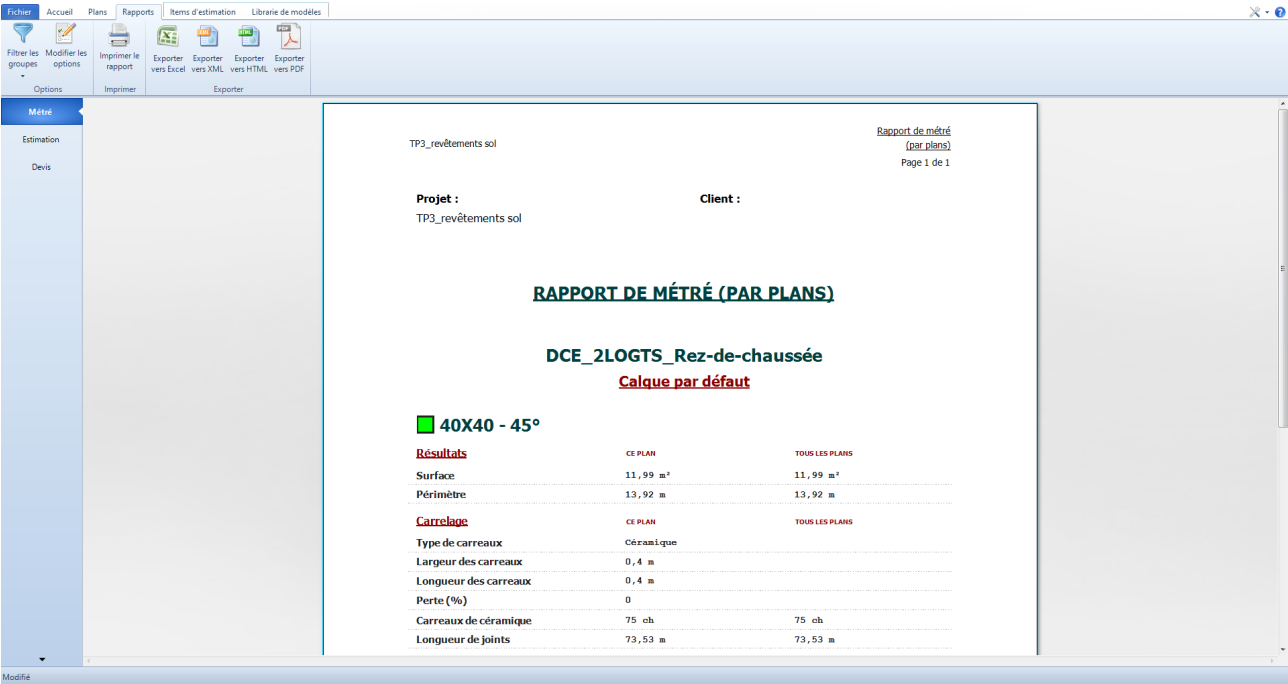 Fichier Accueil Plans Rapports Items d'estimation Librarie de modèles
Filtrer les groupes
Modifier les options
Imprimer le rapport
Exporter vers Excel
Exporter vers XML
Exporter vers HTML
Exporter vers PDF
Options Imprimer Exporter
Métré
Estimation
Devis
TP3_revêtements sol
Rapport de métré
(par plans)
Page 1 de 1
Projet : Client :
TP3_revêtements sol
RAPPORT DE MÉTRÉ (PAR PLANS)
DCE_2LOGTS_Rez-de-chaussée
Calque par défaut
40X40 - 45°
Résultats CE PLAN TOUS LES PLANS
Surface 11,99 m² 11,99 m²
Périmètre 13,92 m 13,92 m
Carrelage CE PLAN TOUS LES PLANS
Type de carreaux Céramique
Largeur des carreaux 0,4 m
Longueur des carreaux 0,4 m
Perte (%) 0
Carreaux de céramique 75 ch 75 ch
Longueur de joints 73,53 m 73,53 m
Modifié